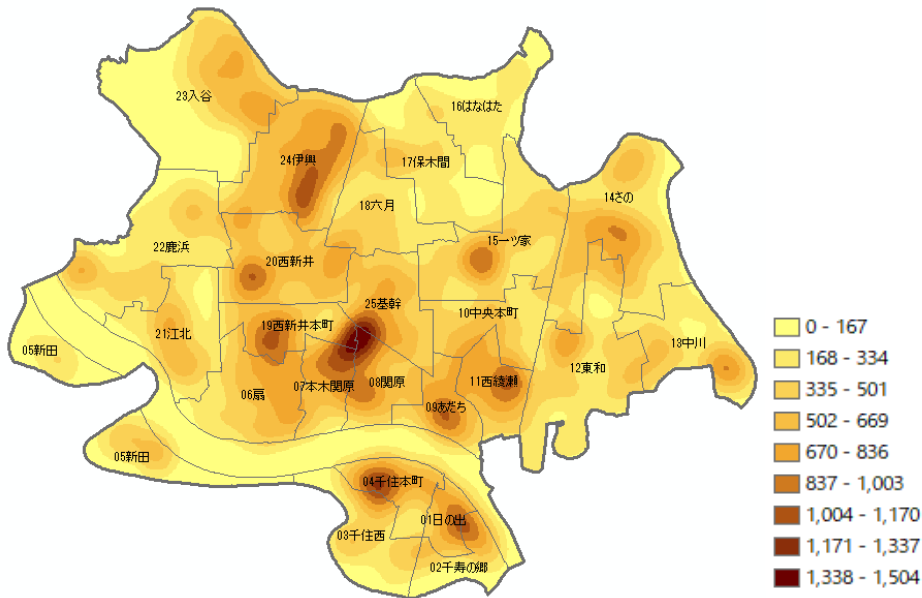 16はなはた
23入谷
24伊興
17保木間
14さの
18六月
15一ツ家
22鹿浜
20西新井
25基幹
10中央本町
19西新井本町
21江北
13中川
05新田
12東和
11西綾瀬
07本木関原
08関原
06扇
09あだち
05新田
04千住本町
01日の出
03千住西
02千寿の郷
0 - 167
168 - 334
335 - 501
502 - 669
670 - 836
837 - 1,003
1,004 - 1,170
1,171 - 1,337
1,338 - 1,504